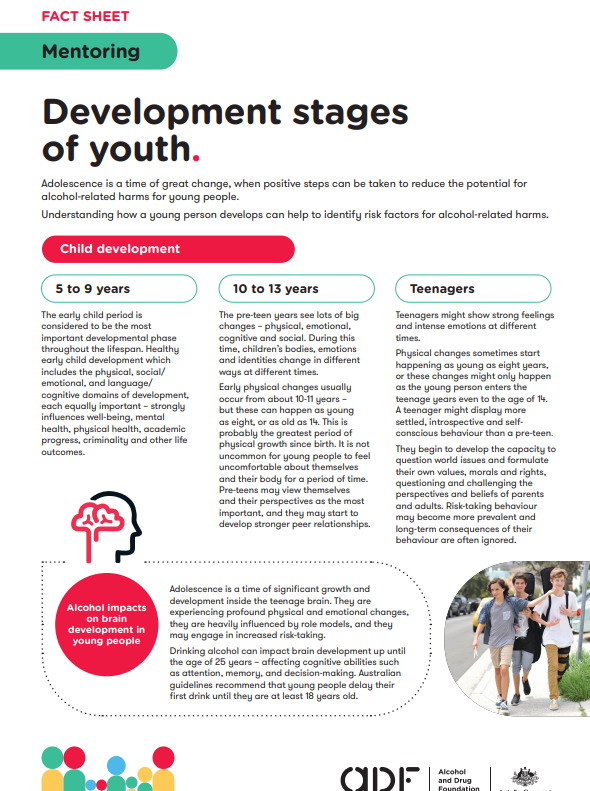 FACT SHEET
Mentoring
Development stages
of youth.
Adolescence is a time of great change, when positive steps can be taken to reduce the potential for
alcohol-related harms for young people.
Understanding how a young person develops can help to identify risk factors for alcohol-related harms.
Child development
5 to 9 years
The early child period is
considered to be the most
important developmental phase
throughout the lifespan. Healthy
early child development which
includes the physical, social/
emotional, and language/
cognitive domains of development,
each equally important – strongly
influences well-being, mental
health, physical health, academic
progress, criminality and other life
outcomes.
10 to 13 years
The pre-teen years see lots of big
changes – physical, emotional,
cognitive and social. During this
time, children's bodies, emotions
and identities change in different
ways at different times.
Early physical changes usually
occur from about 10-11 years –
but these can happen as young
as eight, or as old as 14. This is
probably the greatest period of
physical growth since birth. It is not
uncommon for young people to feel
uncomfortable about themselves
and their body for a period of time.
Pre-teens may view themselves
and their perspectives as the most
important, and they may start to
develop stronger peer relationships.
Teenagers
Teenagers might show strong feelings
and intense emotions at different
times.
Physical changes sometimes start
happening as young as eight years,
or these changes might only happen
as the young person enters the
teenage years even to the age of 14.
A teenager might display more
settled, introspective and self-
conscious behaviour than a pre-teen.
They begin to develop the capacity to
question world issues and formulate
their own values, morals and rights,
questioning and challenging the
perspectives and beliefs of parents
and adults. Risk-taking behaviour
may become more prevalent and
long-term consequences of their
behaviour are often ignored.
Alcohol impacts
on brain
development in
young people
Adolescence is a time of significant growth and
development inside the teenage brain. They are
experiencing profound physical and emotional changes,
they are heavily influenced by role models, and they
may engage in increased risk-taking.
Drinking alcohol can impact brain development up until
the age of 25 years – affecting cognitive abilities such
as attention, memory, and decision-making. Australian
guidelines recommend that young people delay their
first drink until they are at least 18 years old.
ADF
Alcohol
and Drug
Foundation